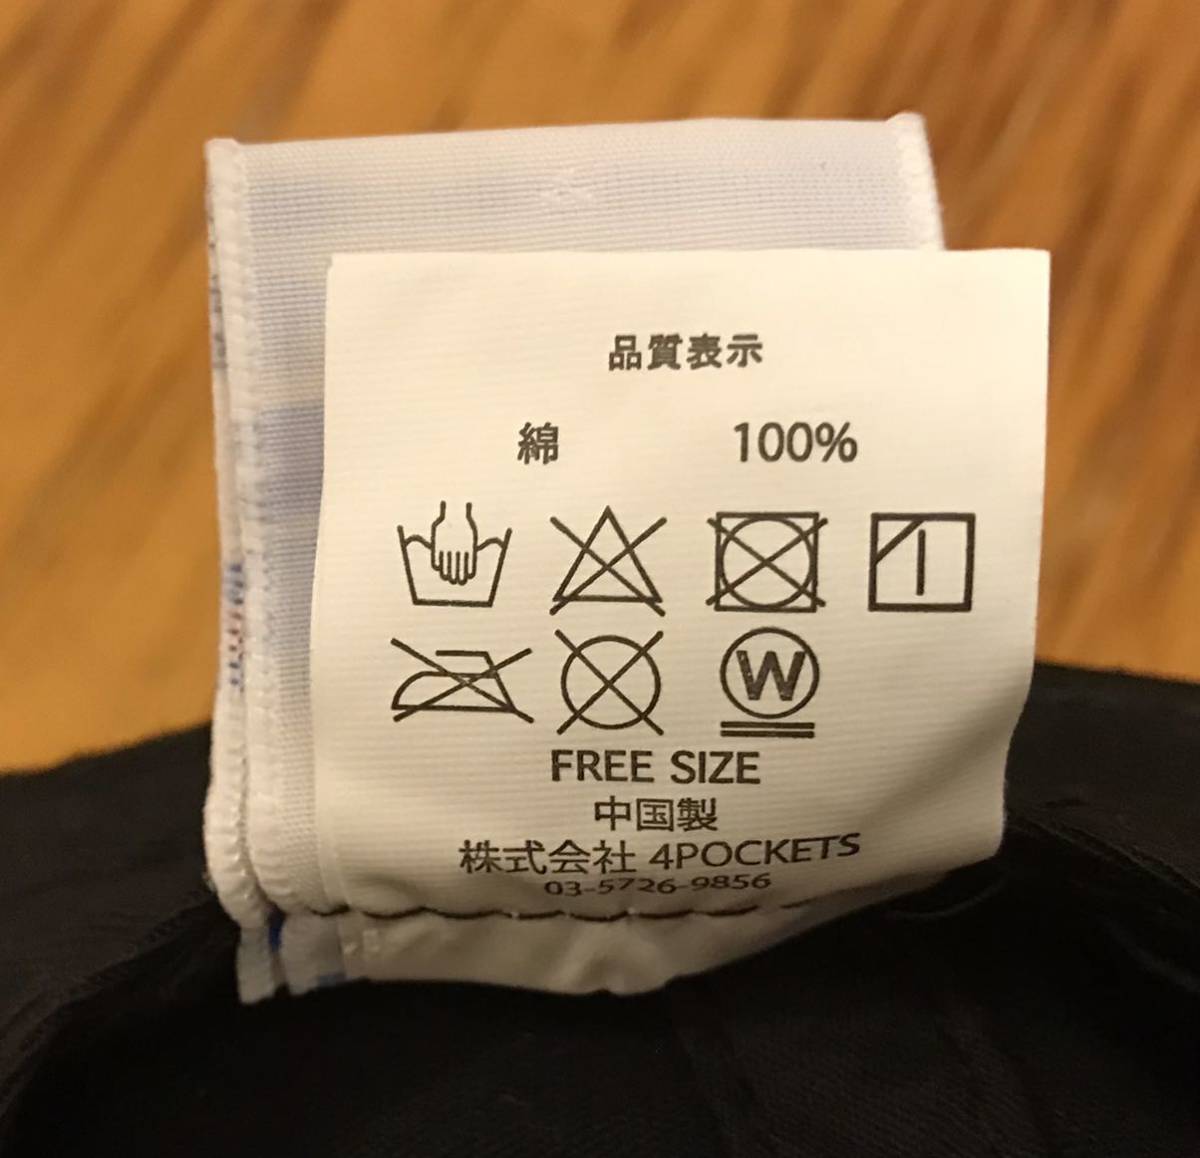 品質表示
綿 100%
W
FREE SIZE
中国製
株式会社 4POCKETS
03-5726-9856